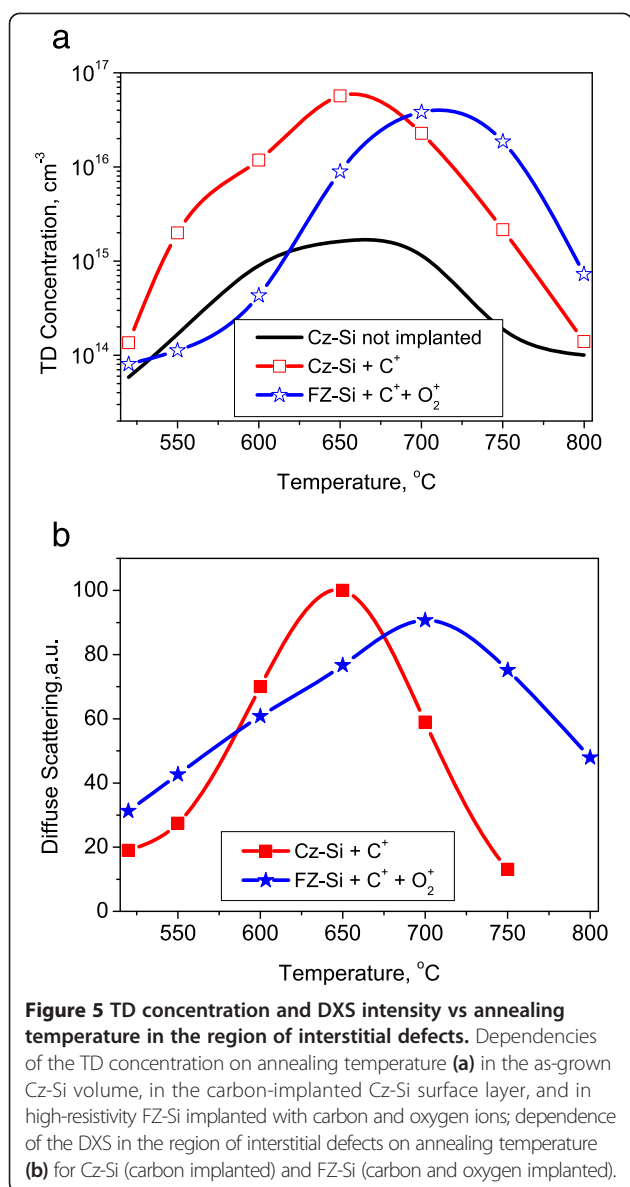 a
10^17
10^16
10^15
10^14
TD Concentration, cm^-3
Cz-Si not implanted
Cz-Si + C^+
FZ-Si + C^+ + O_2^+
550 600 650 700 750 800
Temperature, °C
b
100
80
60
40
20
0
Diffuse Scattering,a.u.
Cz-Si + C^+
FZ-Si + C^+ + O_2^+
550 600 650 700 750 800
Temperature, °C
Figure 5 TD concentration and DXS intensity vs annealing
temperature in the region of interstitial defects. Dependencies
of the TD concentration on annealing temperature (a) in the as-grown
Cz-Si volume, in the carbon-implanted Cz-Si surface layer, and in
high-resistivity FZ-Si implanted with carbon and oxygen ions; dependence
of the DXS in the region of interstitial defects on annealing temperature
(b) for Cz-Si (carbon implanted) and FZ-Si (carbon and oxygen implanted).